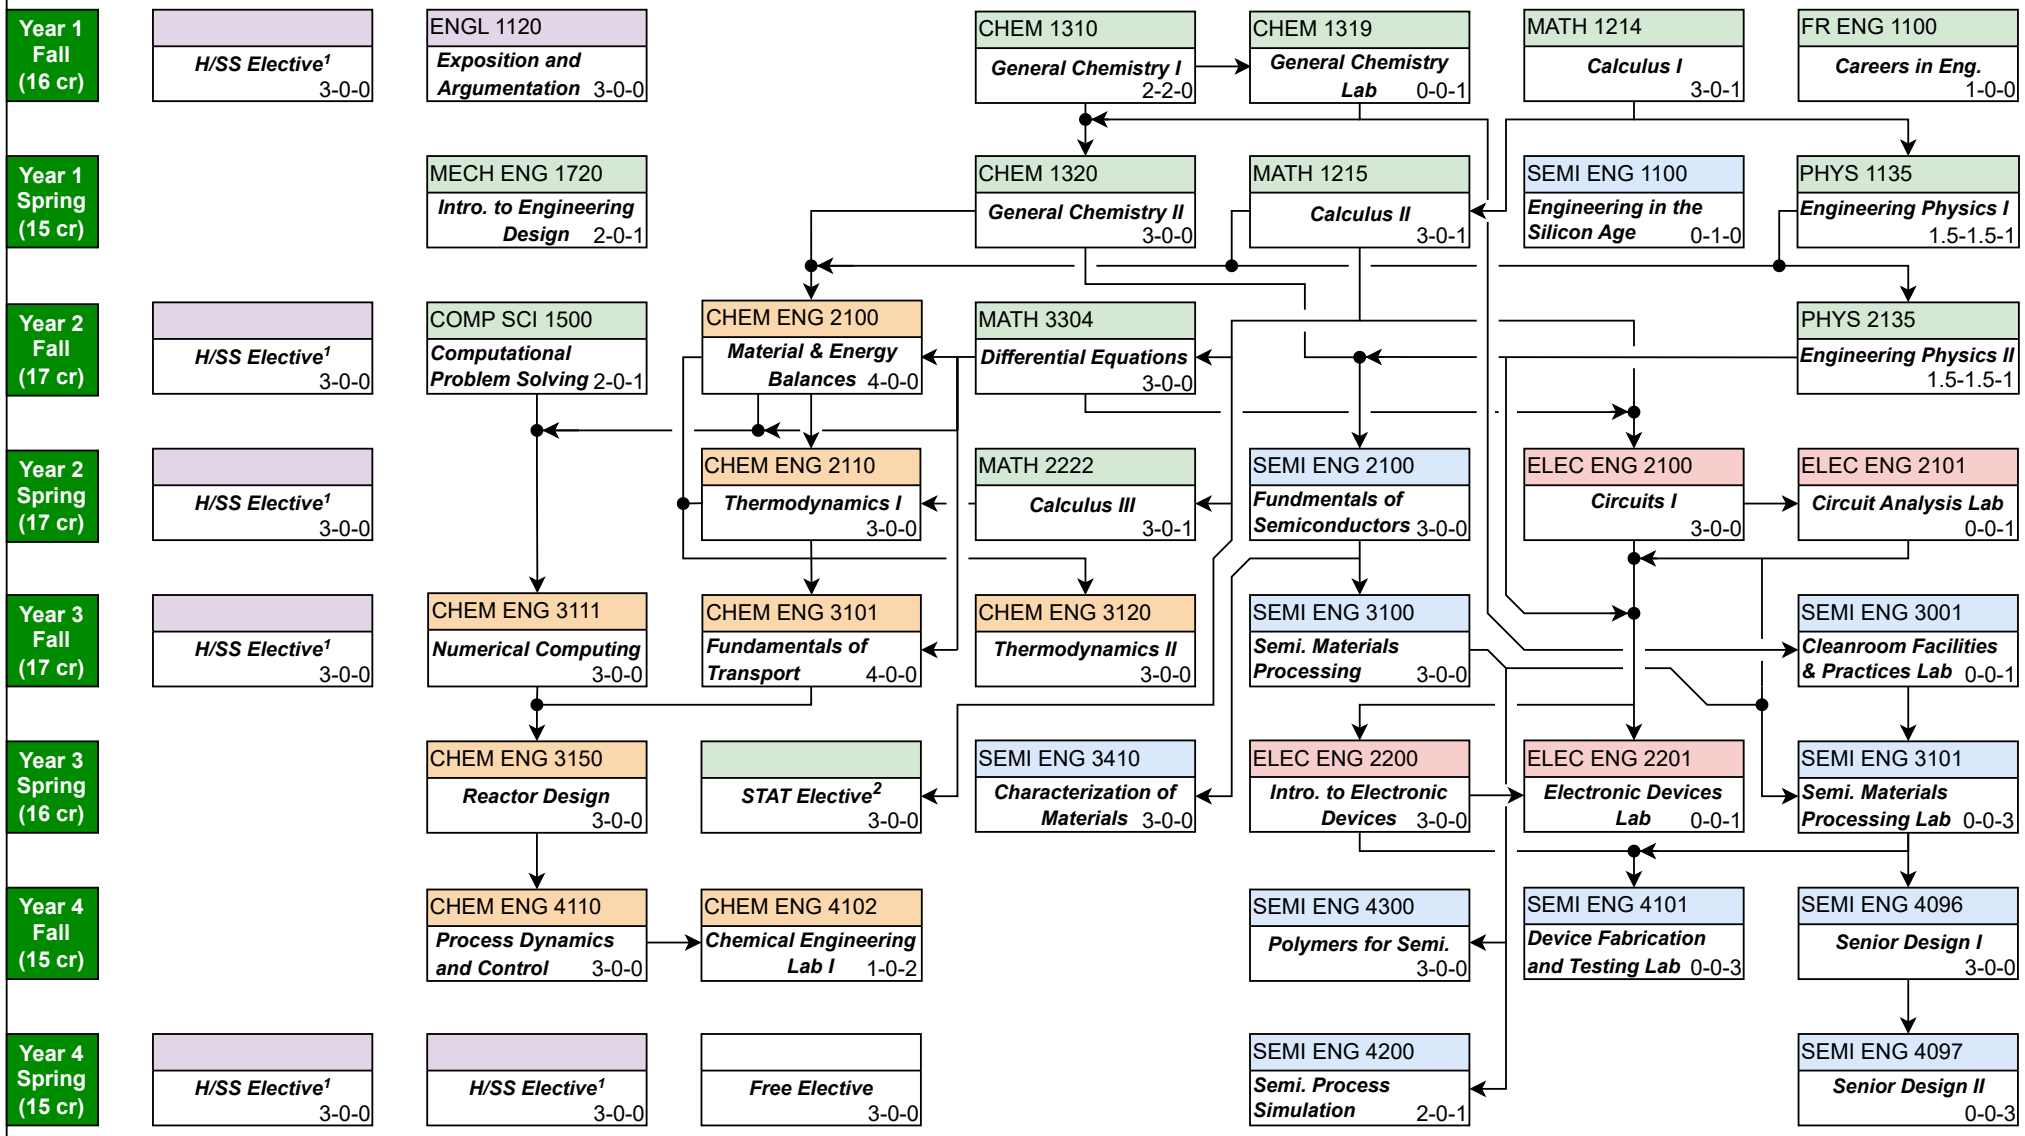 Year 1
Fall
(16 cr)
H/SS Elective1
3-0-0
ENGL 1120
Exposition and
Argumentation 3-0-0
CHEM 1310
General Chemistry I
2-2-0
CHEM 1319
General Chemistry
Lab 0-0-1
MATH 1214
Calculus I
3-0-1
FR ENG 1100
Careers in Eng.
1-0-0
Year 1
Spring
(15 cr)
MECH ENG 1720
Intro. to Engineering
Design 2-0-1
CHEM 1320
General Chemistry II
3-0-0
MATH 1215
Calculus II
3-0-1
SEMI ENG 1100
Engineering in the
Silicon Age 0-1-0
PHYS 1135
Engineering Physics I
1.5-1.5-1
Year 2
Fall
(17 cr)
H/SS Elective1
3-0-0
COMP SCI 1500
Computational
Problem Solving 2-0-1
CHEM ENG 2100
Material & Energy
Balances 4-0-0
MATH 3304
Differential Equations
3-0-0
PHYS 2135
Engineering Physics II
1.5-1.5-1
Year 2
Spring
(17 cr)
H/SS Elective1
3-0-0
CHEM ENG 2110
Thermodynamics I
3-0-0
MATH 2222
Calculus III
3-0-1
SEMI ENG 2100
Fundmentals of
Semiconductors 3-0-0
ELEC ENG 2100
Circuits I
3-0-0
ELEC ENG 2101
Circuit Analysis Lab
0-0-1
Year 3
Fall
(17 cr)
H/SS Elective1
3-0-0
CHEM ENG 3111
Numerical Computing
3-0-0
CHEM ENG 3101
Fundamentals of
Transport 4-0-0
CHEM ENG 3120
Thermodynamics II
3-0-0
SEMI ENG 3100
Semi. Materials
Processing 3-0-0
SEMI ENG 3001
Cleanroom Facilities
& Practices Lab 0-0-1
Year 3
Spring
(16 cr)
CHEM ENG 3150
Reactor Design
3-0-0
STAT Elective2
3-0-0
SEMI ENG 3410
Characterization of
Materials 3-0-0
ELEC ENG 2200
Intro. to Electronic
Devices 3-0-0
ELEC ENG 2201
Electronic Devices
Lab 0-0-1
SEMI ENG 3101
Semi. Materials
Processing Lab 0-0-3
Year 4
Fall
(15 cr)
CHEM ENG 4110
Process Dynamics
and Control 3-0-0
CHEM ENG 4102
Chemical Engineering
Lab I 1-0-2
SEMI ENG 4300
Polymers for Semi.
3-0-0
SEMI ENG 4101
Device Fabrication
and Testing Lab 0-0-3
SEMI ENG 4096
Senior Design I
3-0-0
Year 4
Spring
(15 cr)
H/SS Elective1
3-0-0
H/SS Elective1
3-0-0
Free Elective
3-0-0
SEMI ENG 4200
Semi. Process
Simulation 2-0-1
SEMI ENG 4097
Senior Design II
0-0-3